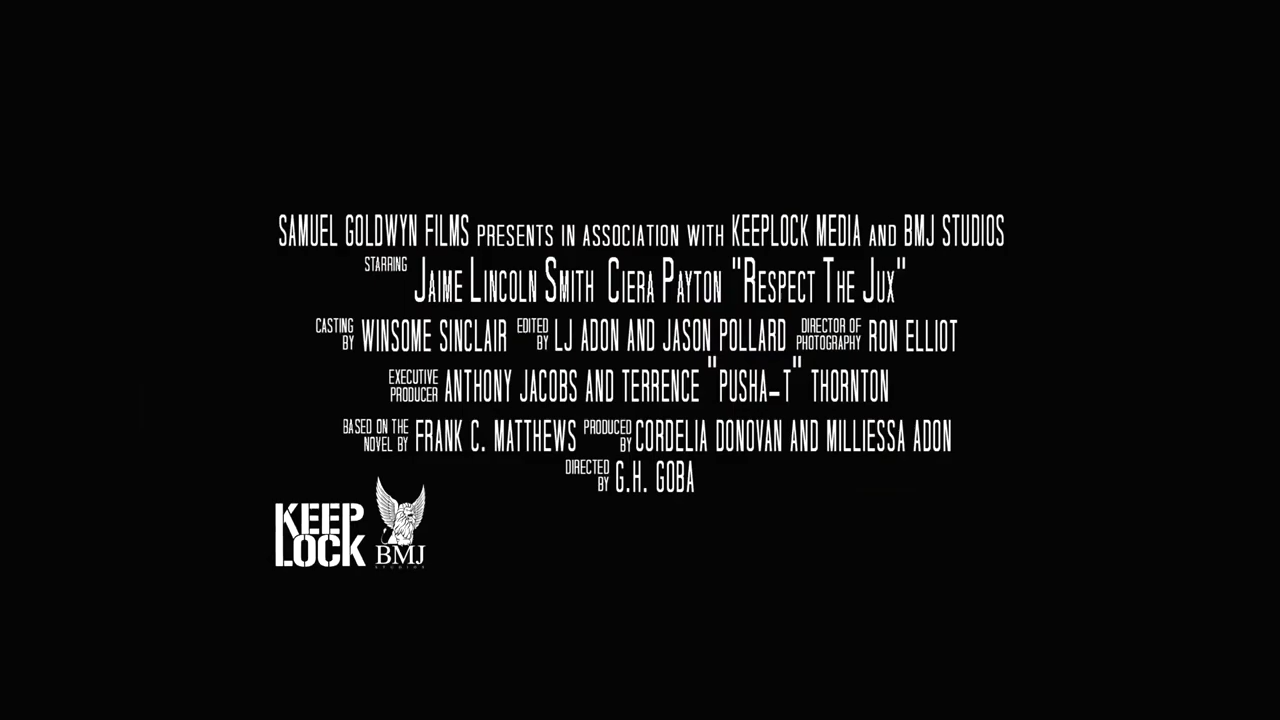 SAMUEL GOLDWYN FILMS PRESENTS IN ASSOCIATION WITH KEEPLOCK MEDIA AND BMJ STUDIOS
STARRING JAIME LINCOLN SMITH CIERA PAYTON "RESPECT THE JUX"
CASTING BY WINSOME SINCLAIR EDITED BY LJ ADON AND JASON POLLARD DIRECTOR OF PHOTOGRAPHY RON ELLIOT
EXECUTIVE PRODUCER ANTHONY JACOBS AND TERRENCE "PUSHA-T" THORNTON
BASED ON THE NOVEL BY FRANK C. MATTHEWS PRODUCED BY CORDELIA DONOVAN AND MILLIESSA ADON
DIRECTED BY G.H. GOBA
KEEP
LOCK
BMJ
STUDIOS